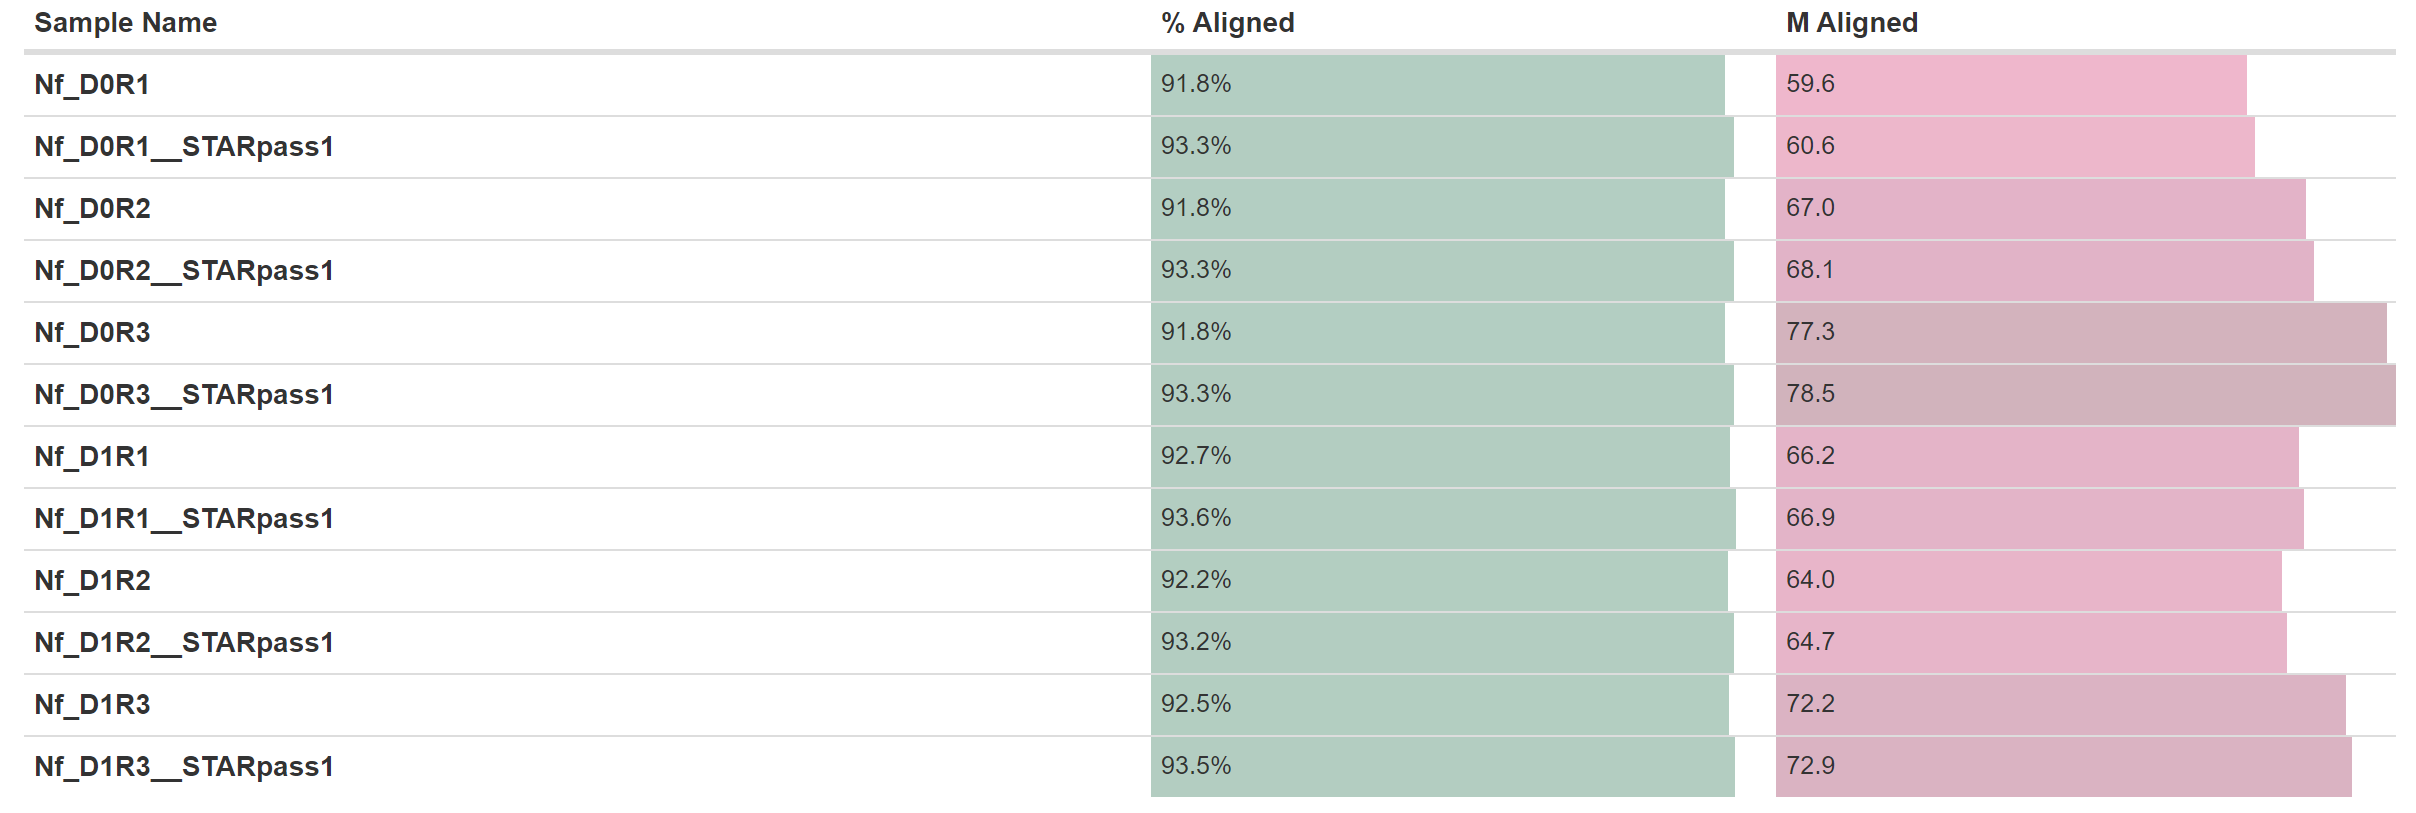 Sample Name % Aligned M Aligned
Nf_D0R1 91.8% 59.6
Nf_D0R1__STARpass1 93.3% 60.6
Nf_D0R2 91.8% 67.0
Nf_D0R2__STARpass1 93.3% 68.1
Nf_D0R3 91.8% 77.3
Nf_D0R3__STARpass1 93.3% 78.5
Nf_D1R1 92.7% 66.2
Nf_D1R1__STARpass1 93.6% 66.9
Nf_D1R2 92.2% 64.0
Nf_D1R2__STARpass1 93.2% 64.7
Nf_D1R3 92.5% 72.2
Nf_D1R3__STARpass1 93.5% 72.9